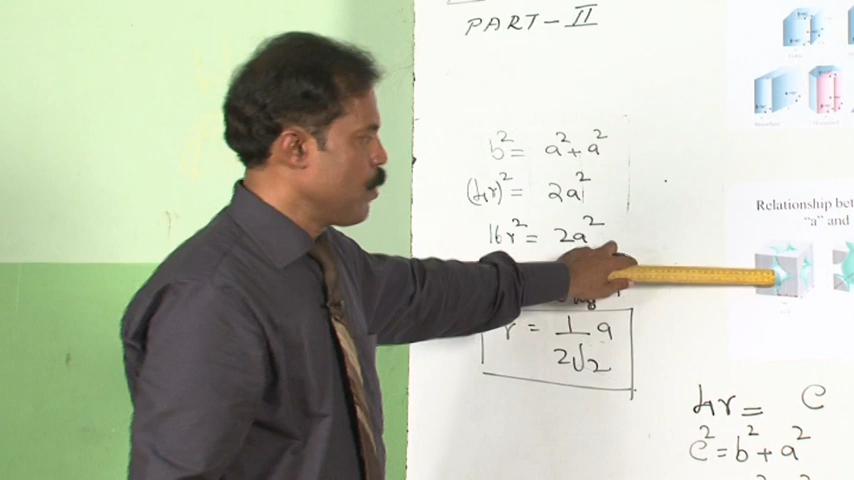 PART-II
b² = a² + a²
(4r)² = 2a²
16r² = 2a²
r = 1/2√2 a
Relationship
"a" and
4r = c
c² = b² + a²